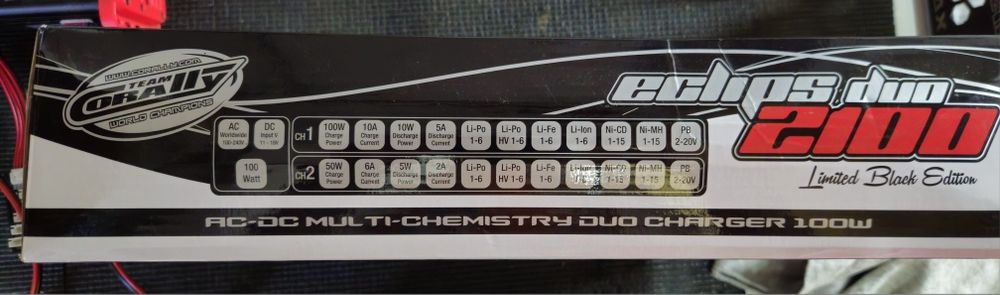 www.corally.com
TEAM
CORALLY
WORLD CHAMPIONS
eclips duo
2100
Limited Black Edition
AC Worldwide 100-240V
DC Input V 11 - 18V
100 Watt
CH 1
100W Charge Power
10A Charge Current
10W Discharge Power
5A Discharge Current
Li-Po 1-6
Li-Po HV 1-6
Li-Fe 1-6
Li-Ion 1-6
Ni-CD 1-15
Ni-MH 1-15
PB 2-20V
CH 2
50W Charge Power
6A Charge Current
5W Discharge Power
2A Discharge Current
Li-Po 1-6
Li-Po HV 1-6
Li-Fe 1-6
Li-Ion
Ni-CD 1-15
Ni-MH 1-15
PB 2-20V
AC-DC MULTI-CHEMISTRY DUO CHARGER 100W